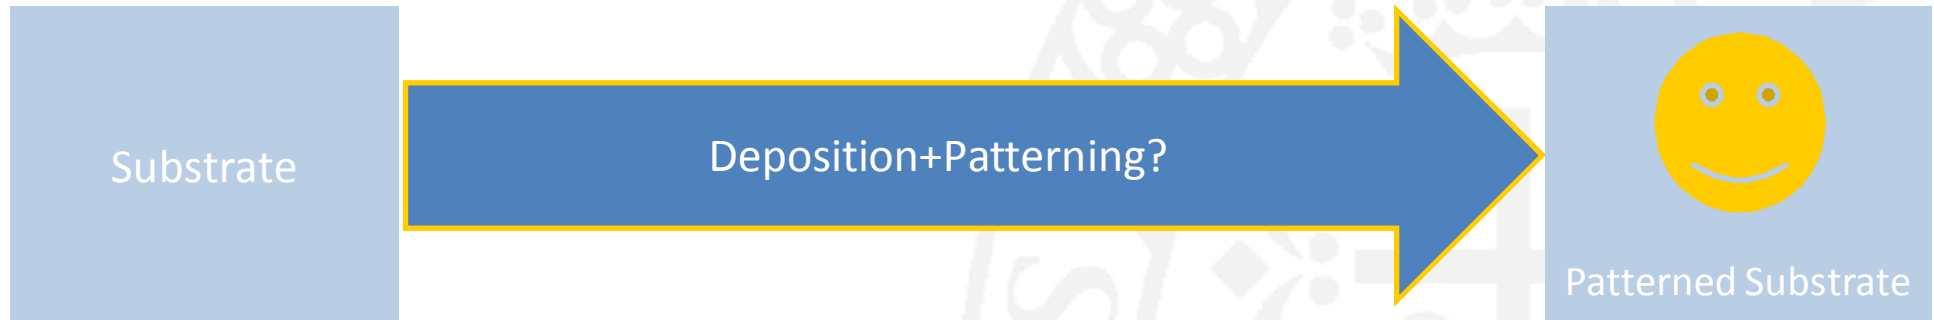 Substrate
Deposition+Patterning?
Patterned Substrate